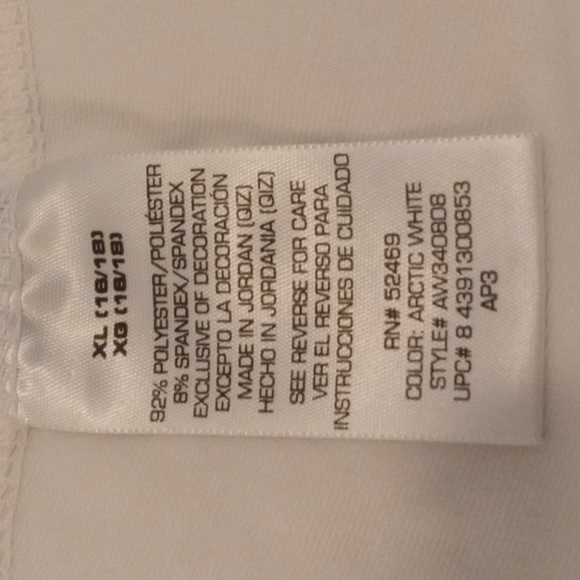 XL (16/18)
XG (16/18)
92% POLYESTER/POLIÉSTER
8% SPANDEX/SPANDEX
EXCLUSIVE OF DECORATION
EXCEPTO LA DECORACIÓN
MADE IN JORDAN (QIZ)
HECHO IN JORDANIA (QIZ)
SEE REVERSE FOR CARE
VER EL REVERSO PARA
INSTRUCCIONES DE CUIDADO
RN# 52469
COLOR: ARCTIC WHITE
STYLE# AW340808
UPC# 8 4391300853
AP3